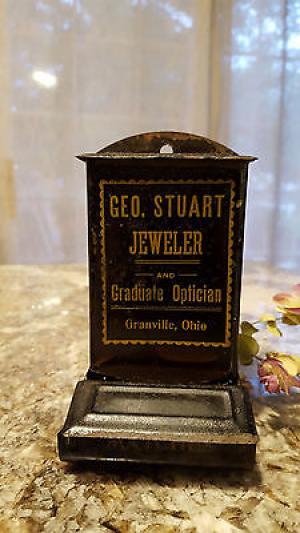 GEO. STUART
JEWELER
AND
Graduate Optician
Granville, Ohio